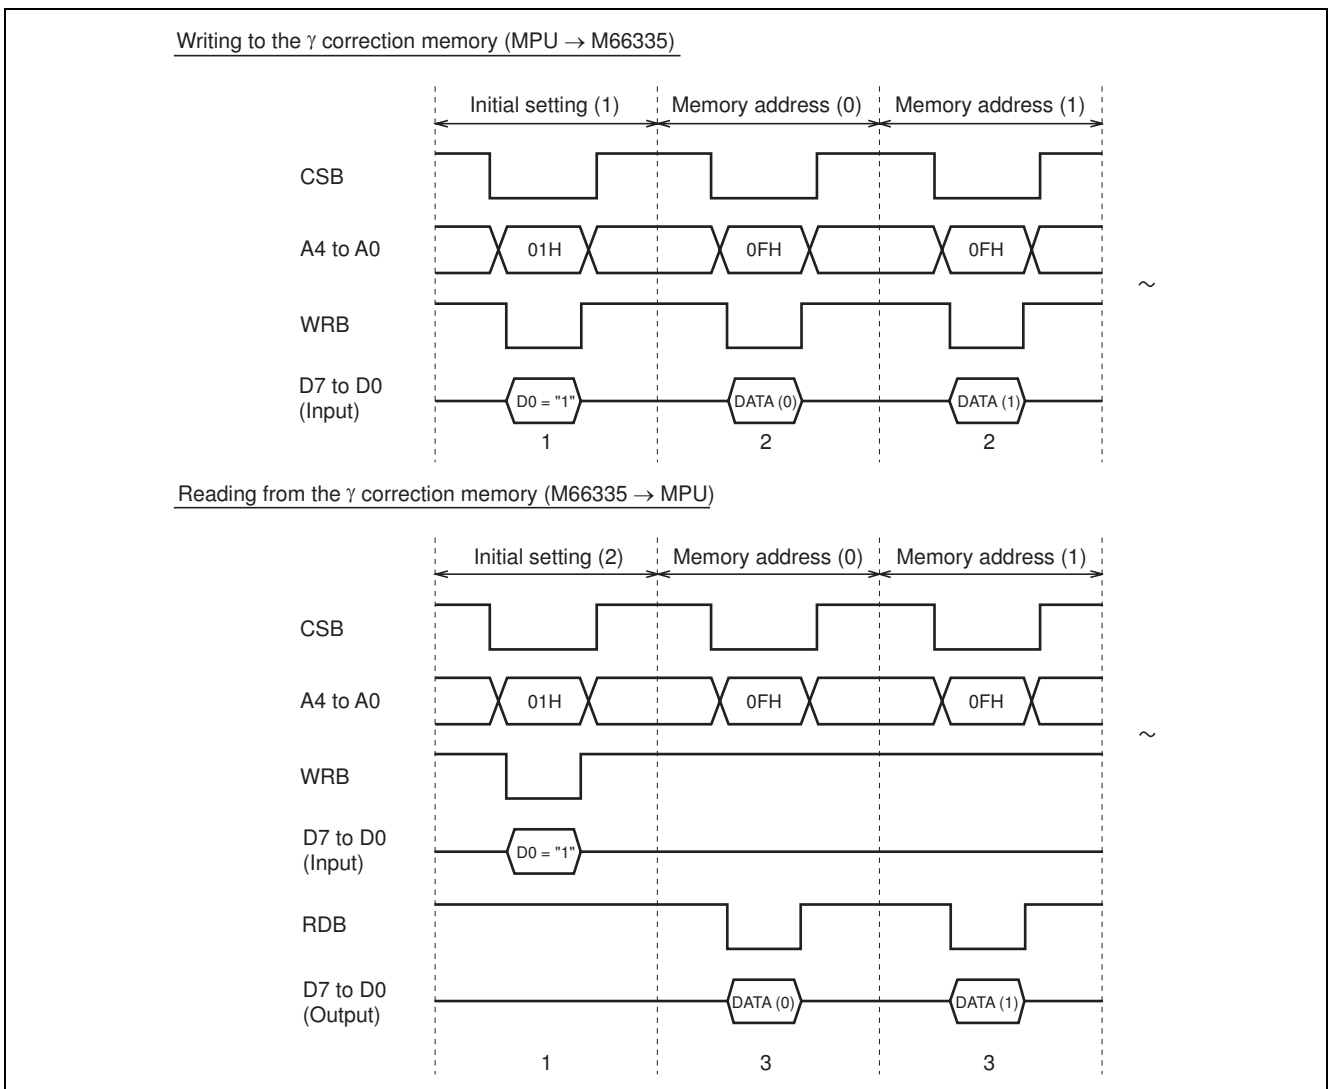 Writing to the γ correction memory (MPU → M66335)
Initial setting (1) Memory address (0) Memory address (1)
CSB
A4 to A0 01H 0FH 0FH
~
WRB
D7 to D0
(Input) D0 = "1" DATA (0) DATA (1)
1 2 2
Reading from the γ correction memory (M66335 → MPU)
Initial setting (2) Memory address (0) Memory address (1)
CSB
A4 to A0 01H 0FH 0FH
~
WRB
D7 to D0
(Input) D0 = "1"
RDB
D7 to D0
(Output) DATA (0) DATA (1)
1 3 3